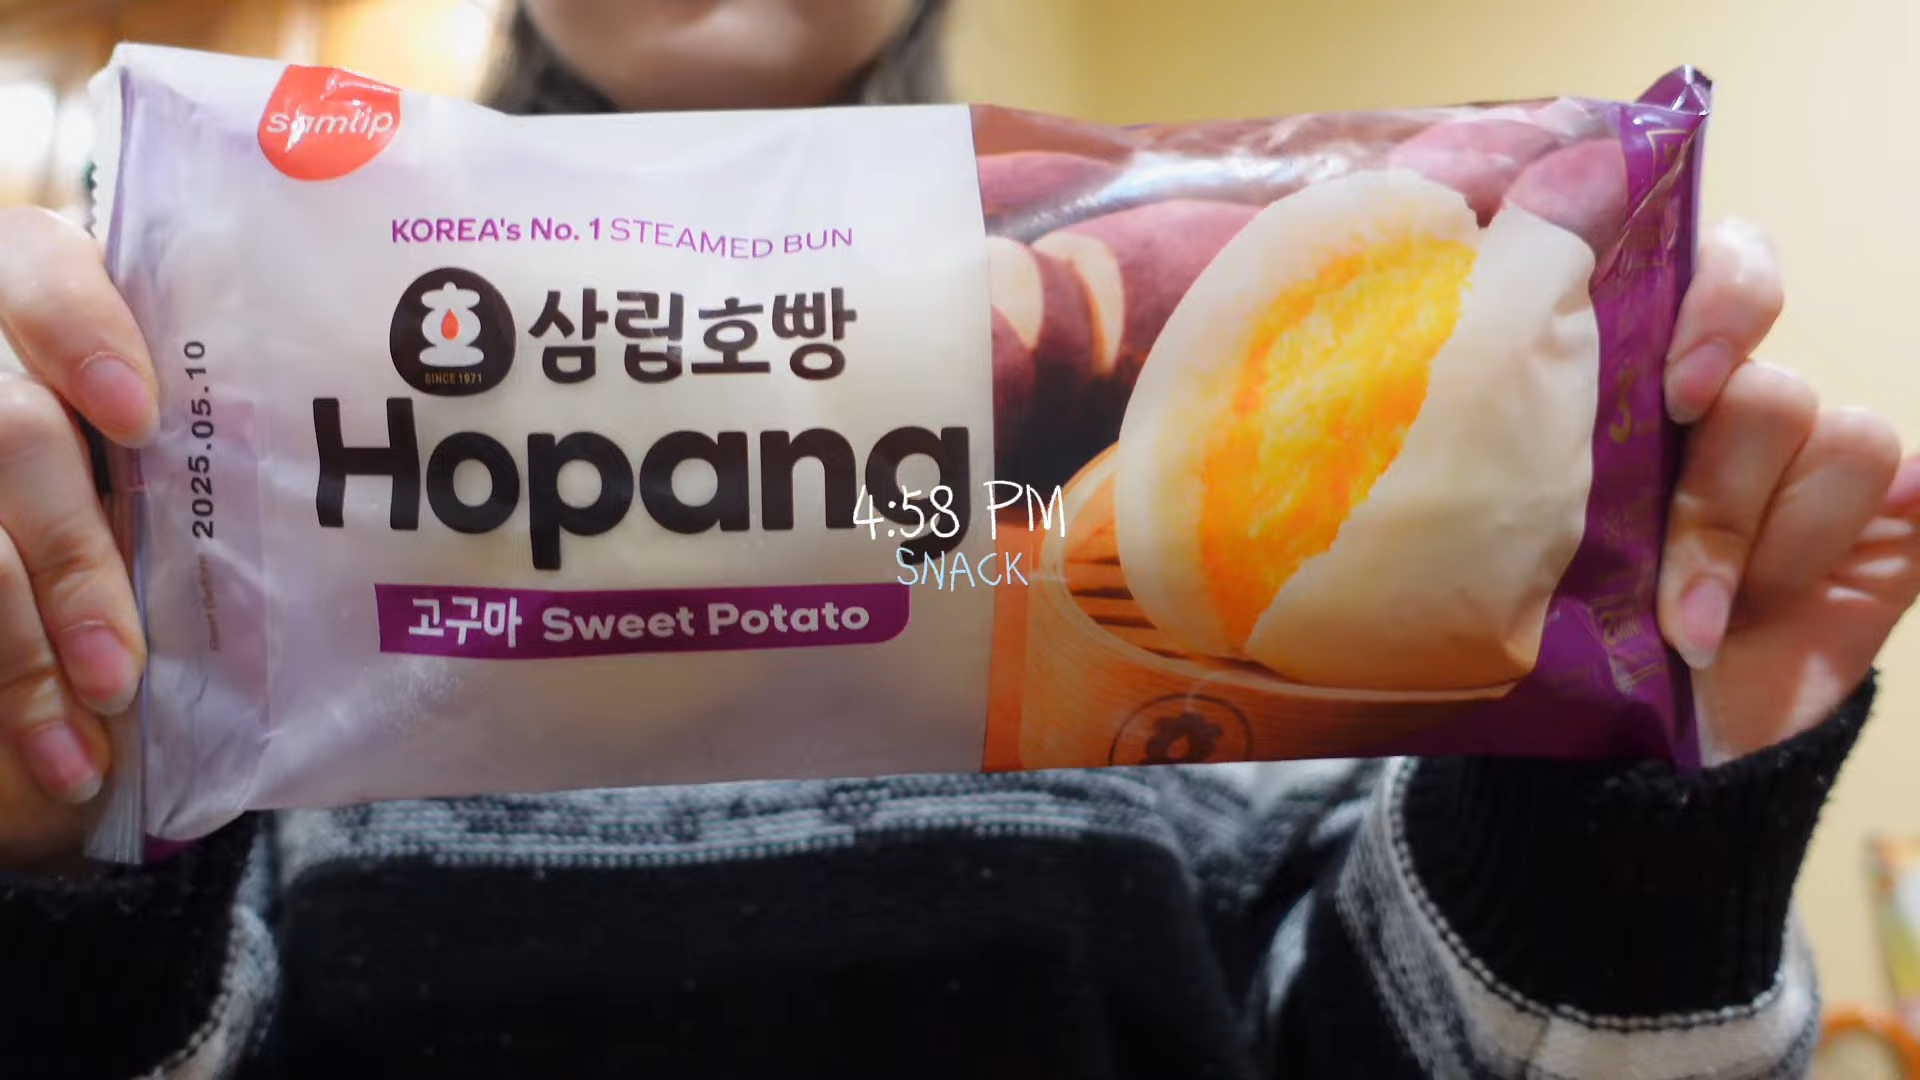 samlip
KOREA's No. 1 STEAMED BUN
SINCE 1971
삼립호빵
Hopang
고구마 Sweet Potato
2025.05.10
4:58 PM
SNACK
3